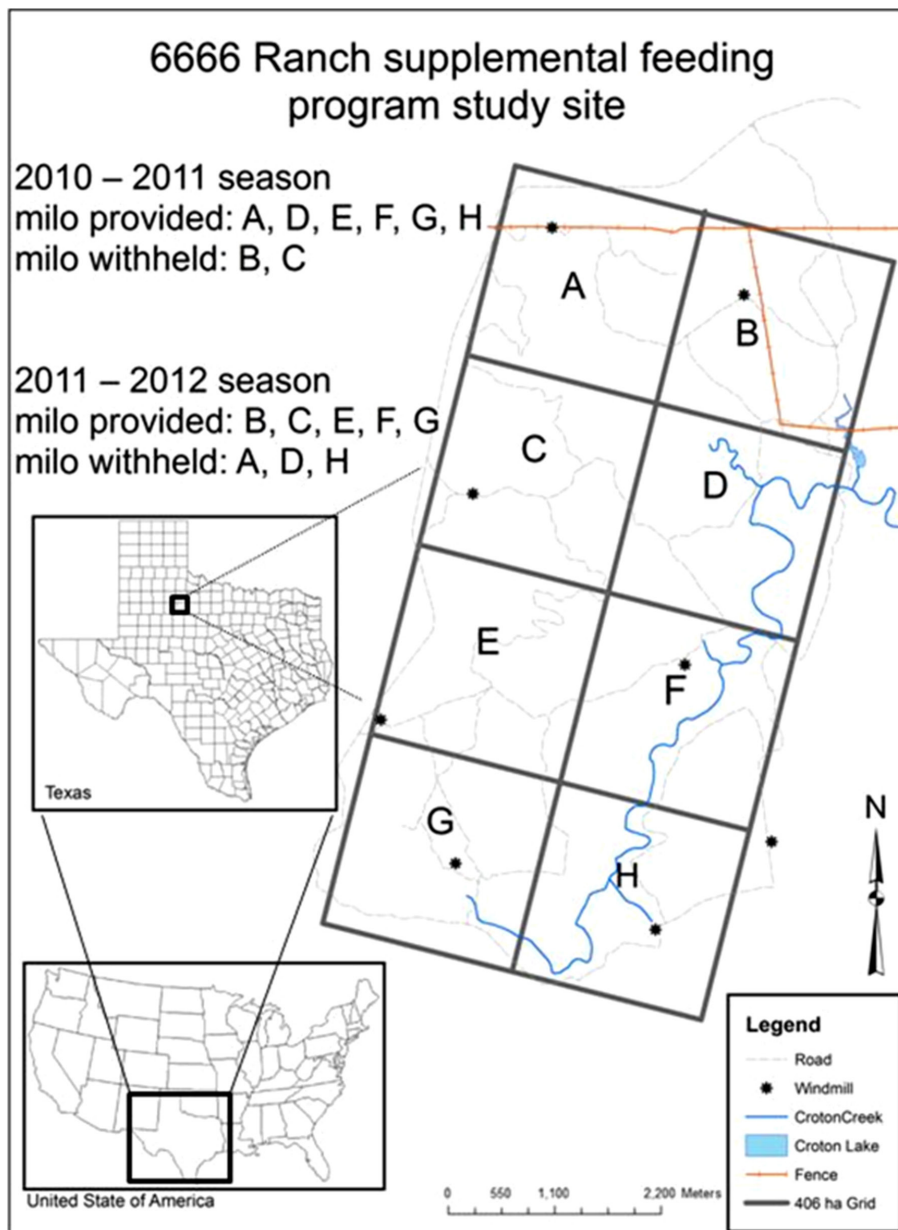 6666 Ranch supplemental feeding
program study site
2010 – 2011 season
milo provided: A, D, E, F, G, H
milo withheld: B, C
2011 – 2012 season
milo provided: B, C, E, F, G
milo withheld: A, D, H
A
B
C
D
E
F
G
H
Texas
United State of America
N
0 550 1,100 2,200 Meters
Legend
Road
Windmill
CrotonCreek
Croton Lake
Fence
406 ha Grid